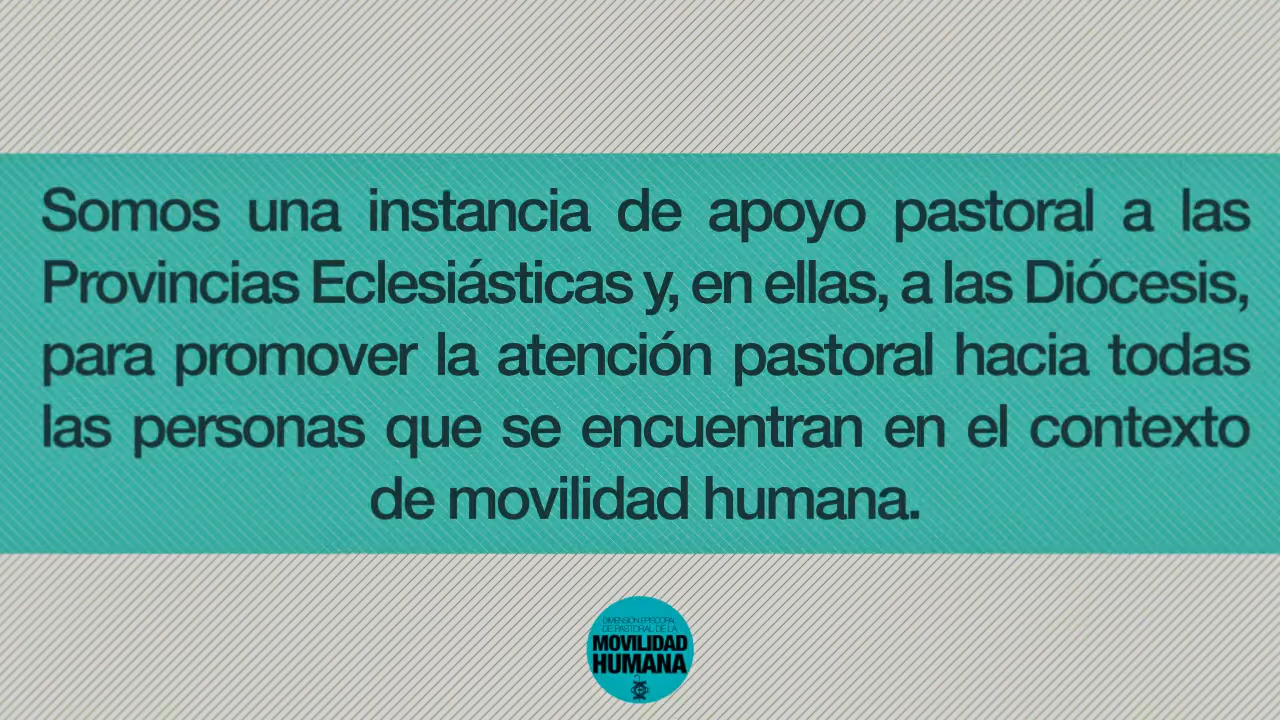 Somos una instancia de apoyo pastoral a las
Provincias Eclesiásticas y, en ellas, a las Diócesis,
para promover la atención pastoral hacia todas
las personas que se encuentran en el contexto
de movilidad humana.
DIMENSIÓN EPISCOPAL
DE PASTORAL DE LA
MOVILIDAD
HUMANA